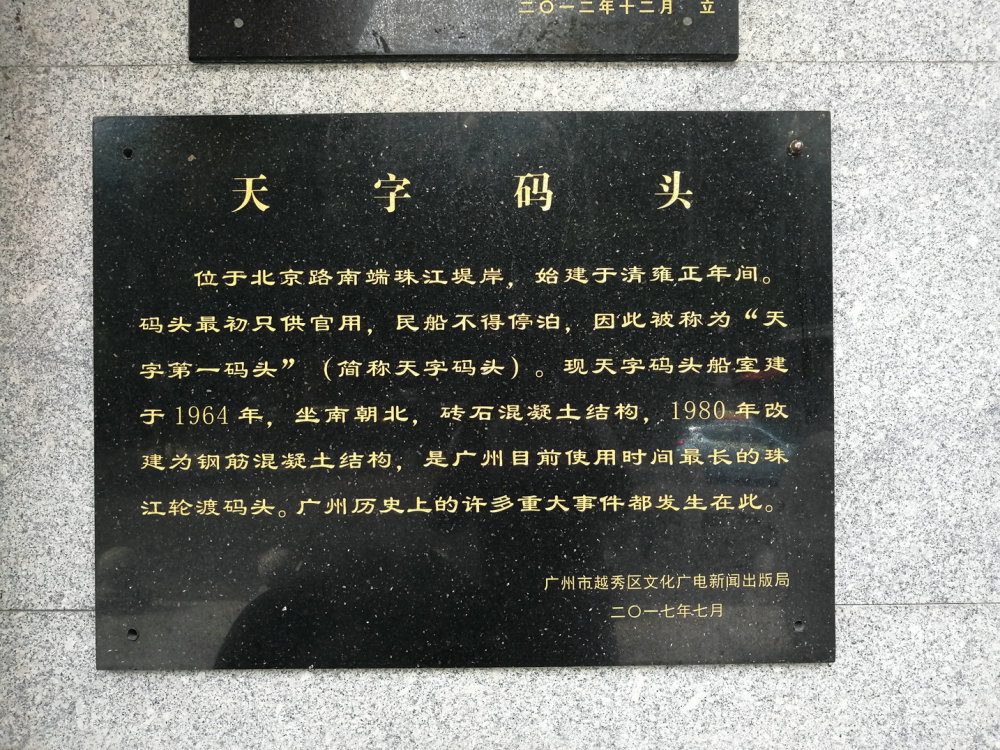 二〇一二年十二月 立
天字码头
位于北京路南端珠江堤岸，始建于清雍正年间。
码头最初只供官用，民船不得停泊，因此被称为“天
字第一码头”（简称天字码头）。现天字码头船室建
于1964年，坐南朝北，砖石混凝土结构，1980年改
建为钢筋混凝土结构，是广州目前使用时间最长的珠
江轮渡码头。广州历史上的许多重大事件都发生在此。
广州市越秀区文化广电新闻出版局
二〇一七年七月